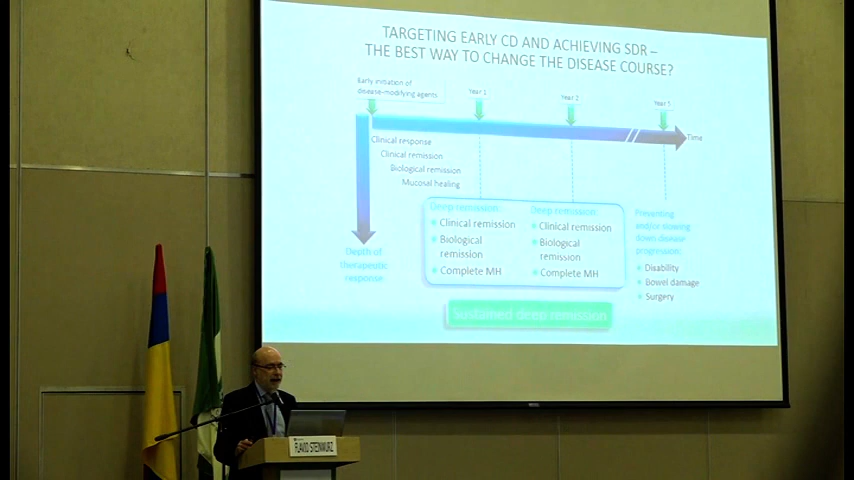 TARGETING EARLY CD AND ACHIEVING SDR –
THE BEST WAY TO CHANGE THE DISEASE COURSE?
Early initiation of
disease-modifying agents
Year 1
Year 2
Year 5
Time
Clinical response
Clinical remission
Biological remission
Mucosal healing
Depth of
therapeutic
response
Deep remission:
Clinical remission
Biological
remission
Complete MH
Deep remission:
Clinical remission
Biological
remission
Complete MH
Preventing
and/or slowing
down disease
progression:
Disability
Bowel damage
Surgery
Sustained deep remission
FLAVIO STEINWURZ